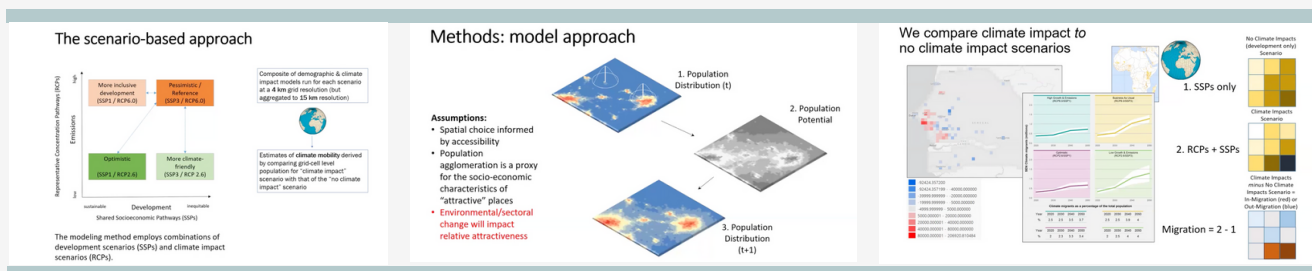 The scenario-based approach
Representative Concentration Pathways (RCPs)
Emissions
high
low
More inclusive
development
(SSP1 / RCP6.0)
Pessimistic /
Reference
(SSP3 / RCP6.0)
Optimistic
(SSP1 / RCP2.6)
More climate-
friendly
(SSP3 / RCP 2.6)
sustainable
Development
inequitable
Shared Socioeconomic Pathways (SSPs)
Composite of demographic & climate
impact models run for each scenario
at a 4 km grid resolution (but
aggregated to 15 km resolution)
Estimates of climate mobility derived
by comparing grid-cell level
population for "climate impact"
scenario with that of the "no climate
impact" scenario
The modeling method employs combinations of
development scenarios (SSPs) and climate impact
scenarios (RCPs).
Methods: model approach
1. Population
Distribution (t)
2. Population
Potential
3. Population
Distribution
(t+1)
Assumptions:
• Spatial choice informed
by accessibility
• Population
agglomeration is a proxy
for the socio-economic
characteristics of
"attractive" places
• Environmental/sectoral
change will impact
relative attractiveness
We compare climate impact to
no climate impact scenarios
No Climate Impacts
(development only)
Scenario
1. SSPs only
Climate Impacts
Scenario
2. RCPs + SSPs
Climate Impacts
minus No Climate
Impacts Scenario =
In-Migration (red) or
Out-Migration
(blue)
Migration = 2 - 1
Climate migrants as a percentage of the total population